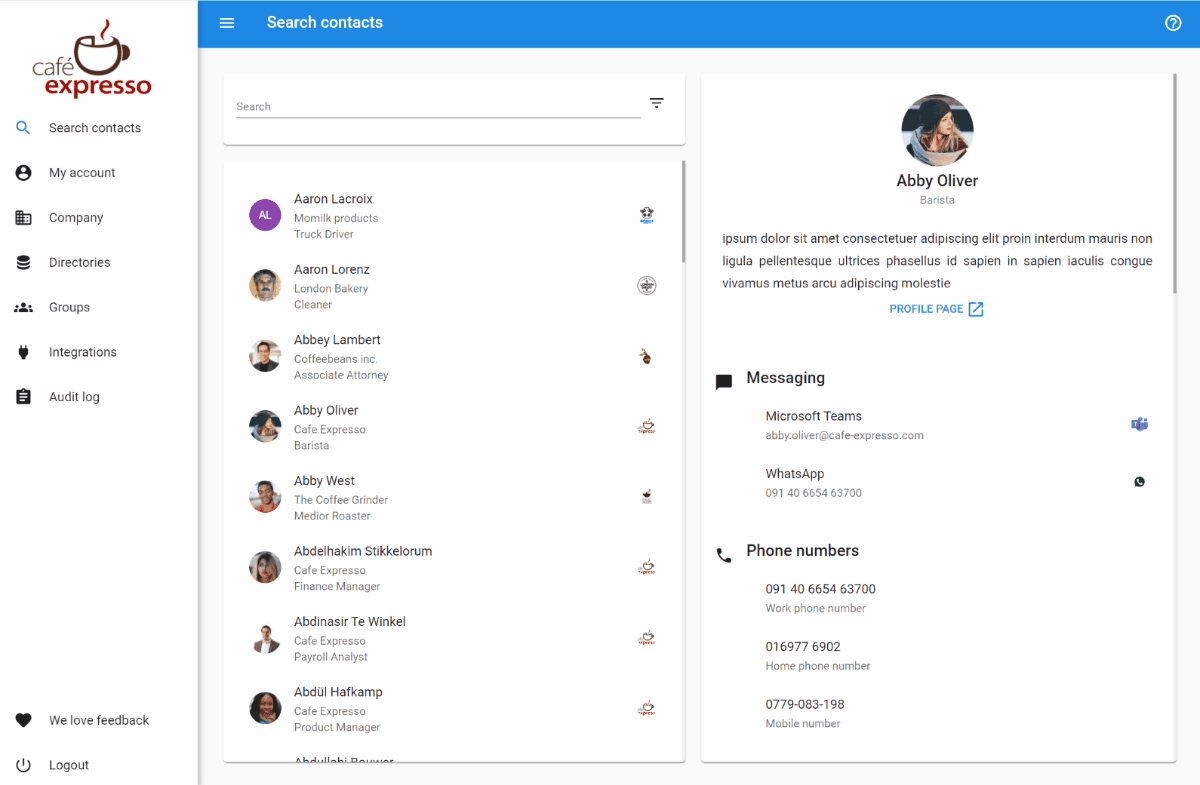 café
expresso
Search contacts
My account
Company
Directories
Groups
Integrations
Audit log
We love feedback
Logout
Search contacts
Search
AL
Aaron Lacroix
Momilk products
Truck Driver
Aaron Lorenz
London Bakery
Cleaner
Abbey Lambert
Coffeebeans inc.
Associate Attorney
Abby Oliver
Cafe Expresso
Barista
Abby West
The Coffee Grinder
Medior Roaster
Abdelhakim Stikkelorum
Cafe Expresso
Finance Manager
Abdinasir Te Winkel
Cafe Expresso
Payroll Analyst
Abdül Hafkamp
Cafe Expresso
Product Manager
Abdullahi Bouwer
Abby Oliver
Barista
ipsum dolor sit amet consectetuer adipiscing elit proin interdum mauris non
ligula pellentesque ultrices phasellus id sapien in sapien iaculis congue
vivamus metus arcu adipiscing molestie
PROFILE PAGE
Messaging
Microsoft Teams
abby.oliver@cafe-expresso.com
WhatsApp
091 40 6654 63700
Phone numbers
091 40 6654 63700
Work phone number
016977 6902
Home phone number
0779-083-198
Mobile number